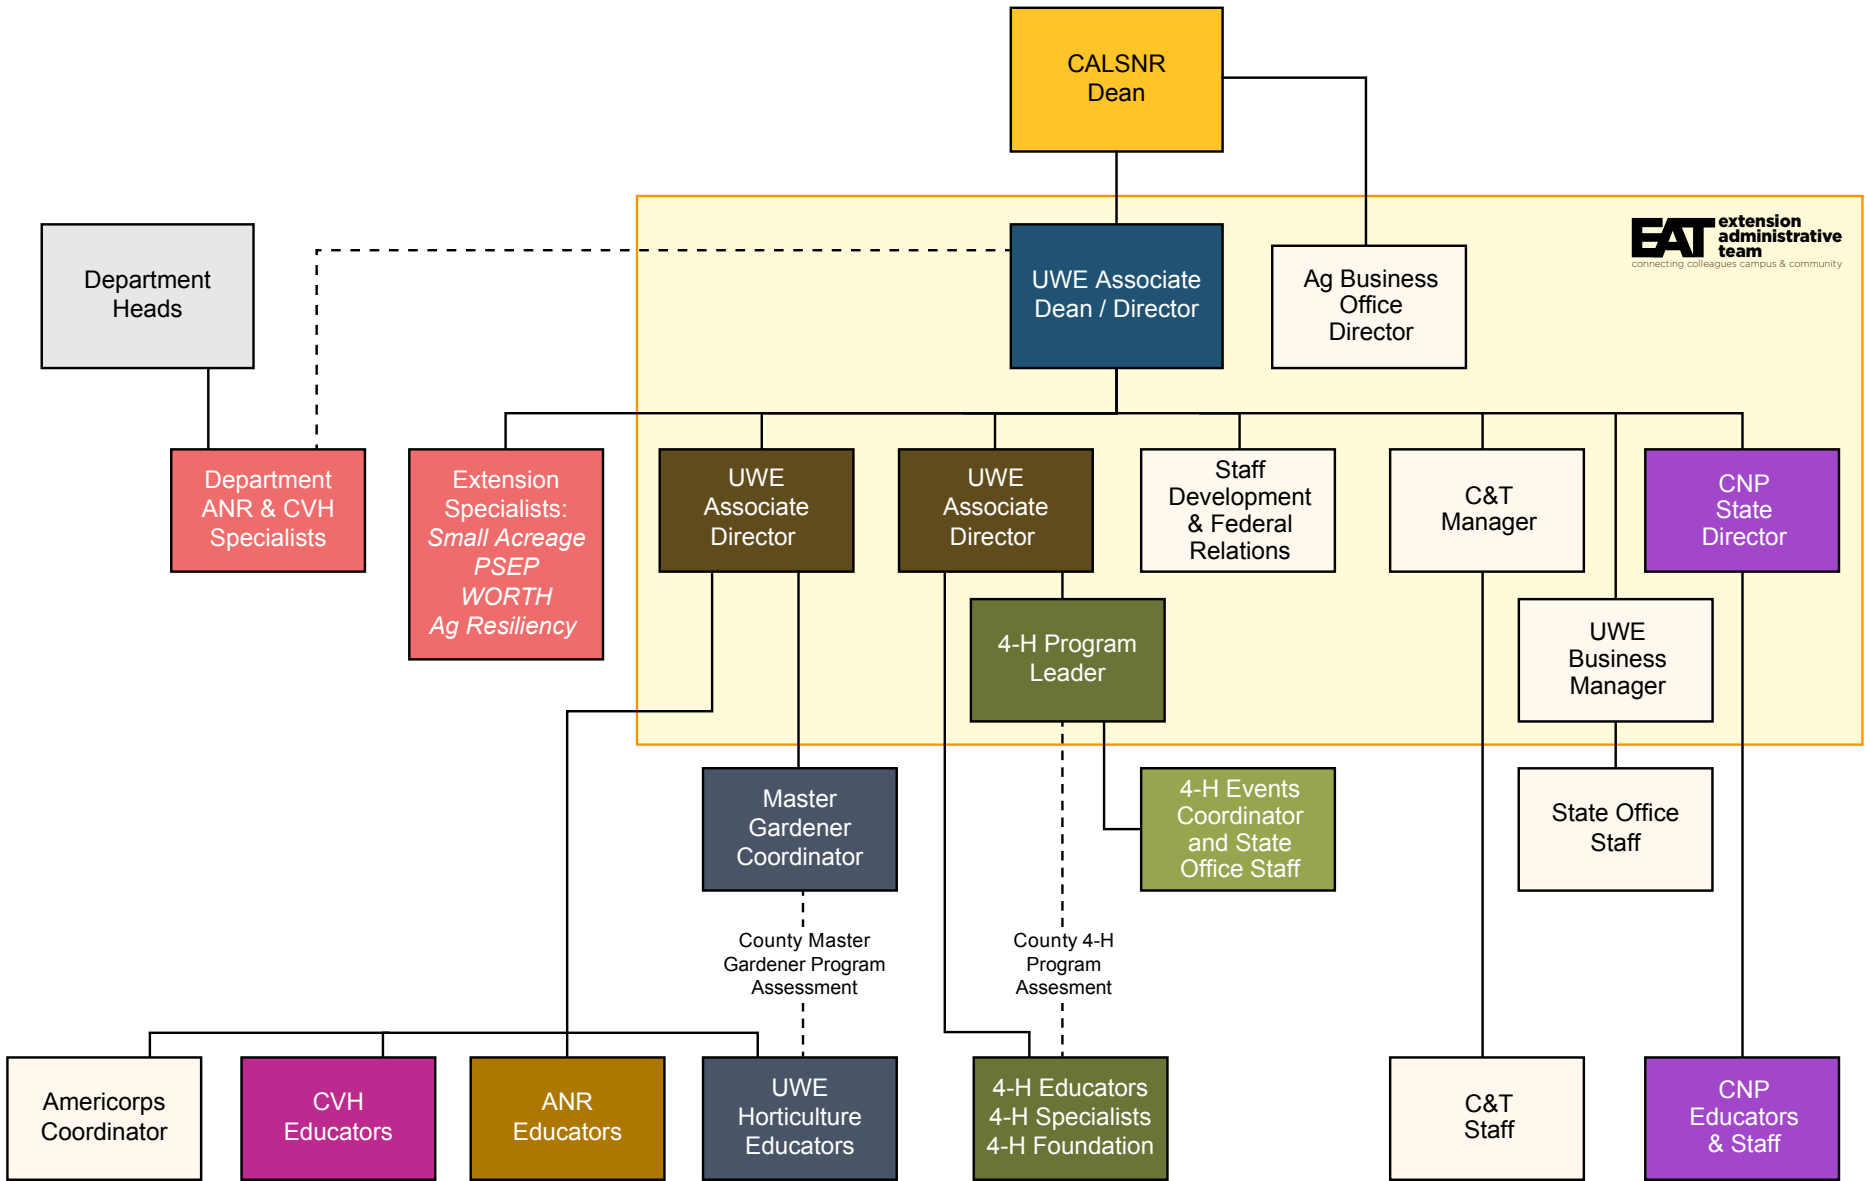 CALSNR
Dean
EAT
extension
administrative
team
connecting colleagues campus & community
Department
Heads
UWE Associate
Dean / Director
Ag Business
Office
Director
Department
ANR & CVH
Specialists
Extension
Specialists:
Small Acreage
PSEP
WORTH
Ag Resiliency
UWE
Associate
Director
UWE
Associate
Director
Staff
Development
& Federal
Relations
C&T
Manager
CNP
State
Director
4-H Program
Leader
UWE
Business
Manager
Master
Gardener
Coordinator
4-H Events
Coordinator
and State
Office Staff
State Office
Staff
County Master
Gardener Program
Assessment
County 4-H
Program
Assesment
Americorps
Coordinator
CVH
Educators
ANR
Educators
UWE
Horticulture
Educators
4-H Educators
4-H Specialists
4-H Foundation
C&T
Staff
CNP
Educators
& Staff